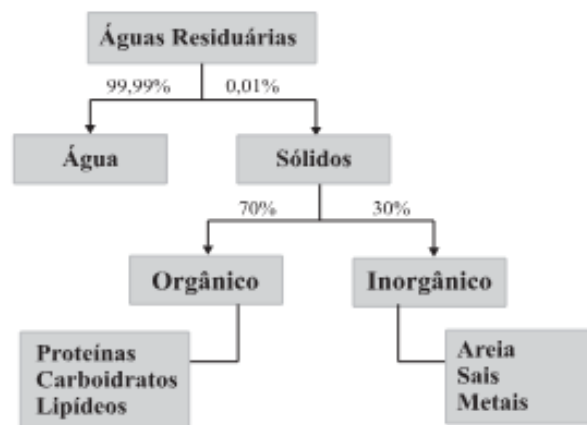 Águas Residuárias
99,99%
0,01%
Água
Sólidos
70%
30%
Orgânico
Inorgânico
Proteínas
Carboidratos
Lipídeos
Areia
Sais
Metais